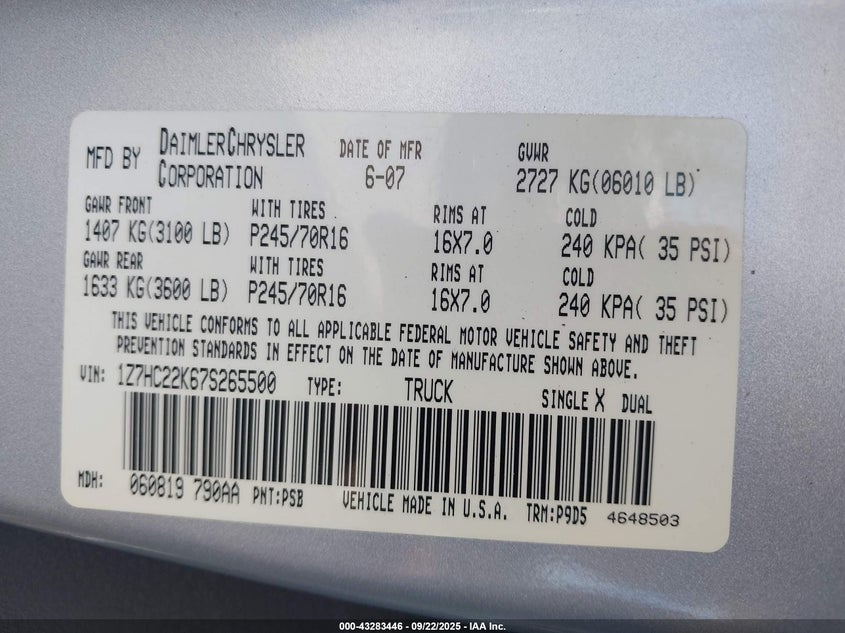 MFD BY DAIMLERCHRYSLER CORPORATION DATE OF MFR 6-07 GVWR 2727 KG(06010 LB)
GAWR FRONT WITH TIRES RIMS AT COLD
1407 KG(3100 LB) P245/70R16 16X7.0 240 KPA( 35 PSI)
GAWR REAR WITH TIRES RIMS AT COLD
1633 KG(3600 LB) P245/70R16 16X7.0 240 KPA( 35 PSI)
THIS VEHICLE CONFORMS TO ALL APPLICABLE FEDERAL MOTOR VEHICLE SAFETY AND THEFT
PREVENTION STANDARDS IN EFFECT ON THE DATE OF MANUFACTURE SHOWN ABOVE.
VIN: 1Z7HC22K67S265500 TYPE: TRUCK SINGLE X DUAL
MDH: 060819 790AA PNT:PSB VEHICLE MADE IN U.S.A. TRM:P9D5 4648503
000-43283446 - 09/22/2025 - IAA Inc.